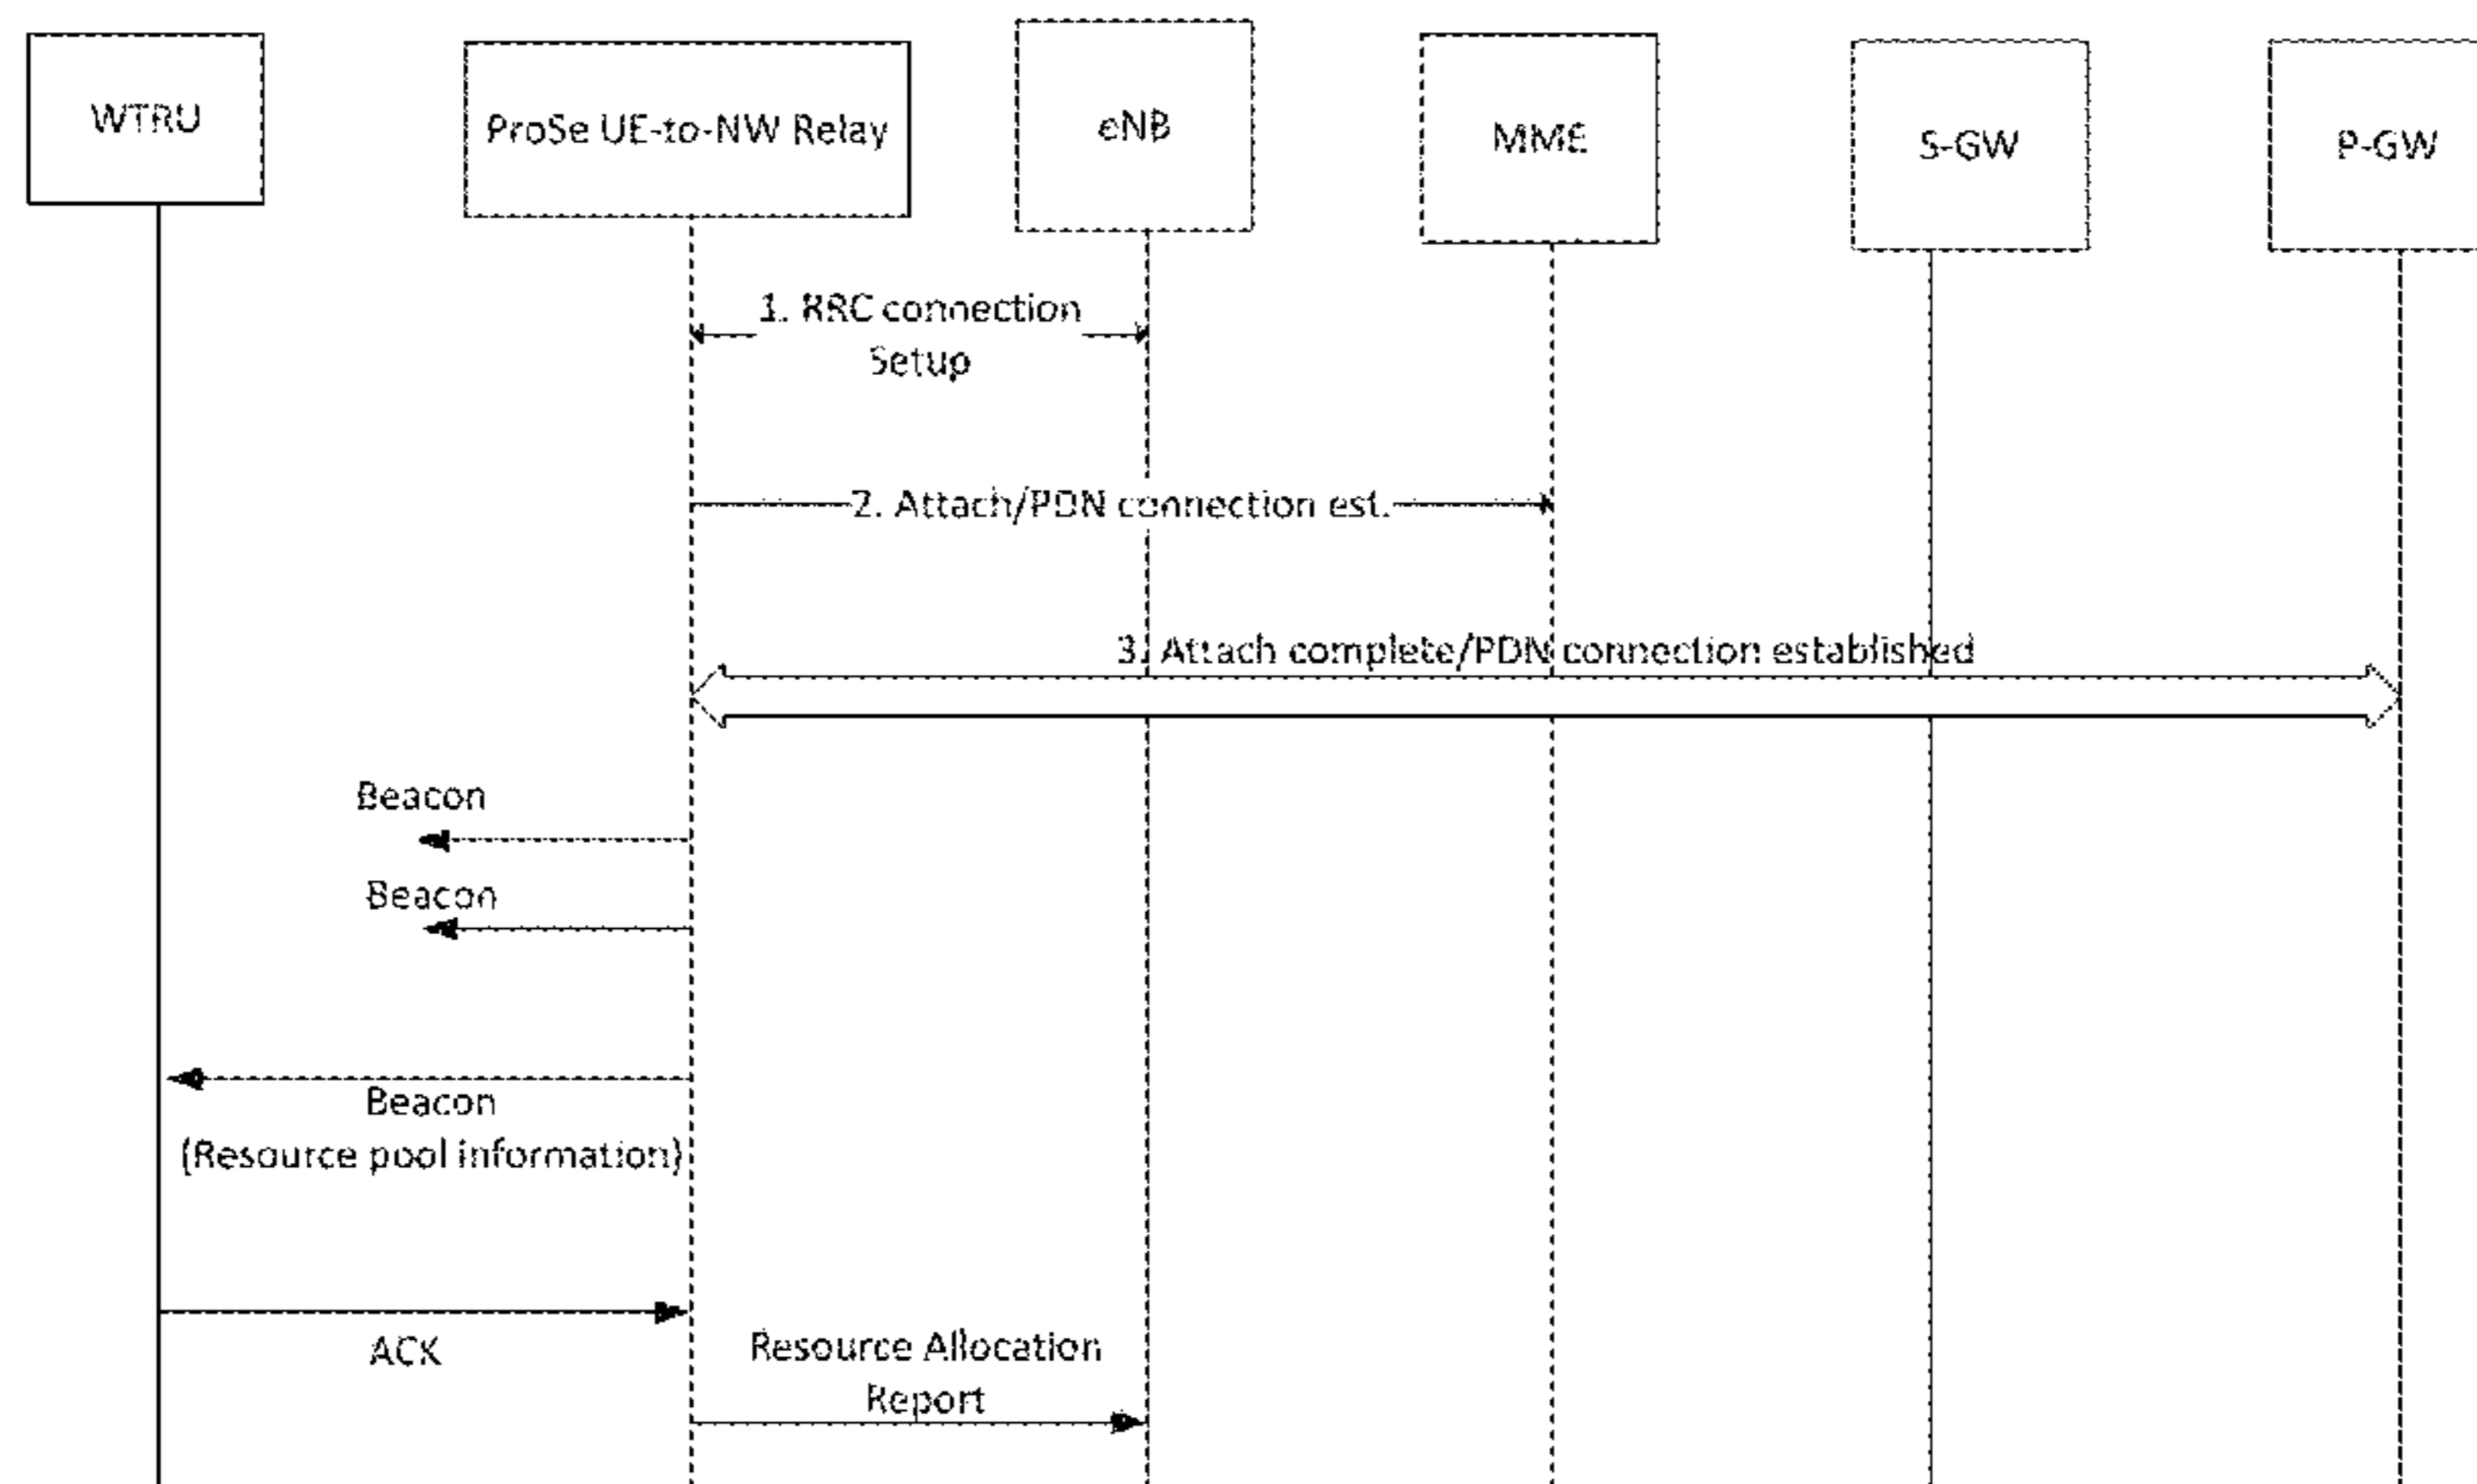 WTRU
ProSe UE-to-NW Relay
eNB
MME
S-GW
P-GW
1. RRC connection
Setup
2. Attach/PDN connection est.
3. Attach complete/PDN connection established
Beacon
Beacon
Beacon
(Resource pool information)
ACK
Resource Allocation
Report